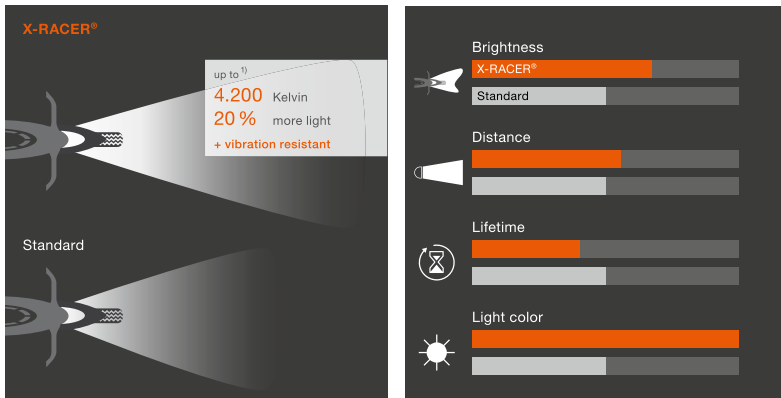 X-RACER®
up to 1)
4.200 Kelvin
20 % more light
+ vibration resistant
Standard
Brightness
X-RACER®
Standard
Distance
Lifetime
Light color